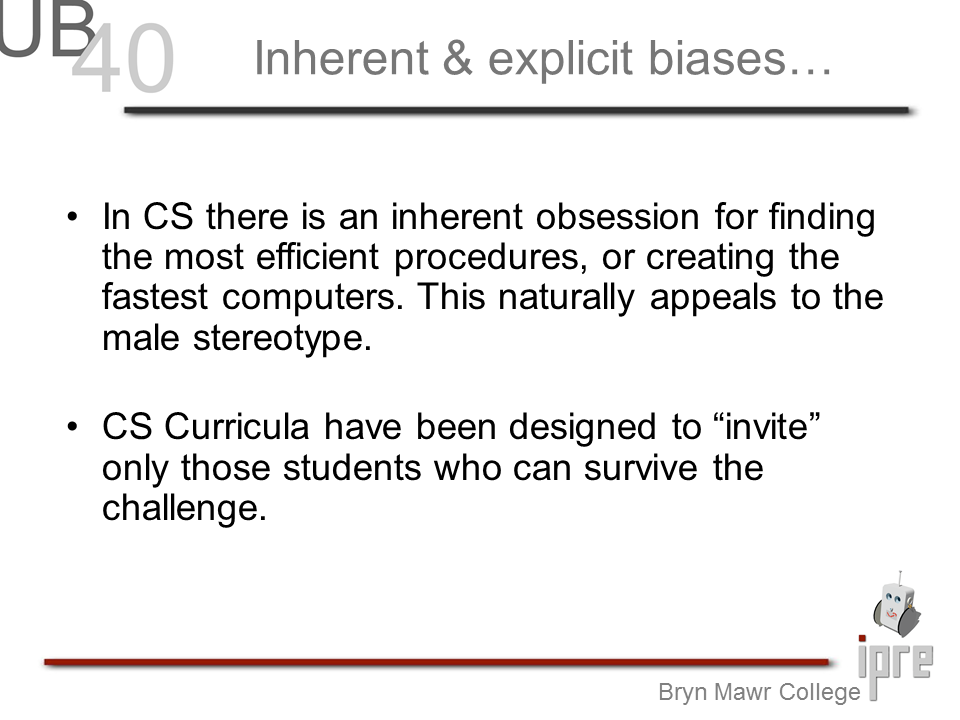 UB
40
Inherent & explicit biases…
• In CS there is an inherent obsession for finding
the most efficient procedures, or creating the
fastest computers. This naturally appeals to the
male stereotype.
• CS Curricula have been designed to “invite”
only those students who can survive the
challenge.
ipre
Bryn Mawr College